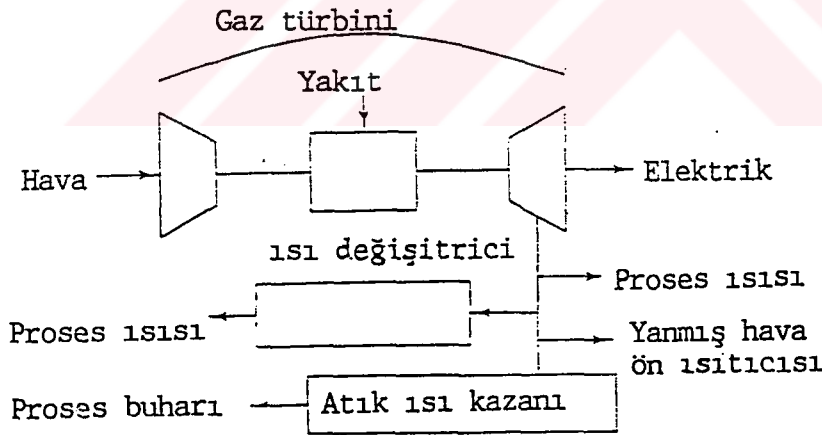 Gaz türbini
Yakıt
Hava
Elektrik
ısı değişitrici
Proses ısısı
Proses ısısı
Yanmış hava
ön ısıtıcısı
Proses buharı
Atık ısı kazanı